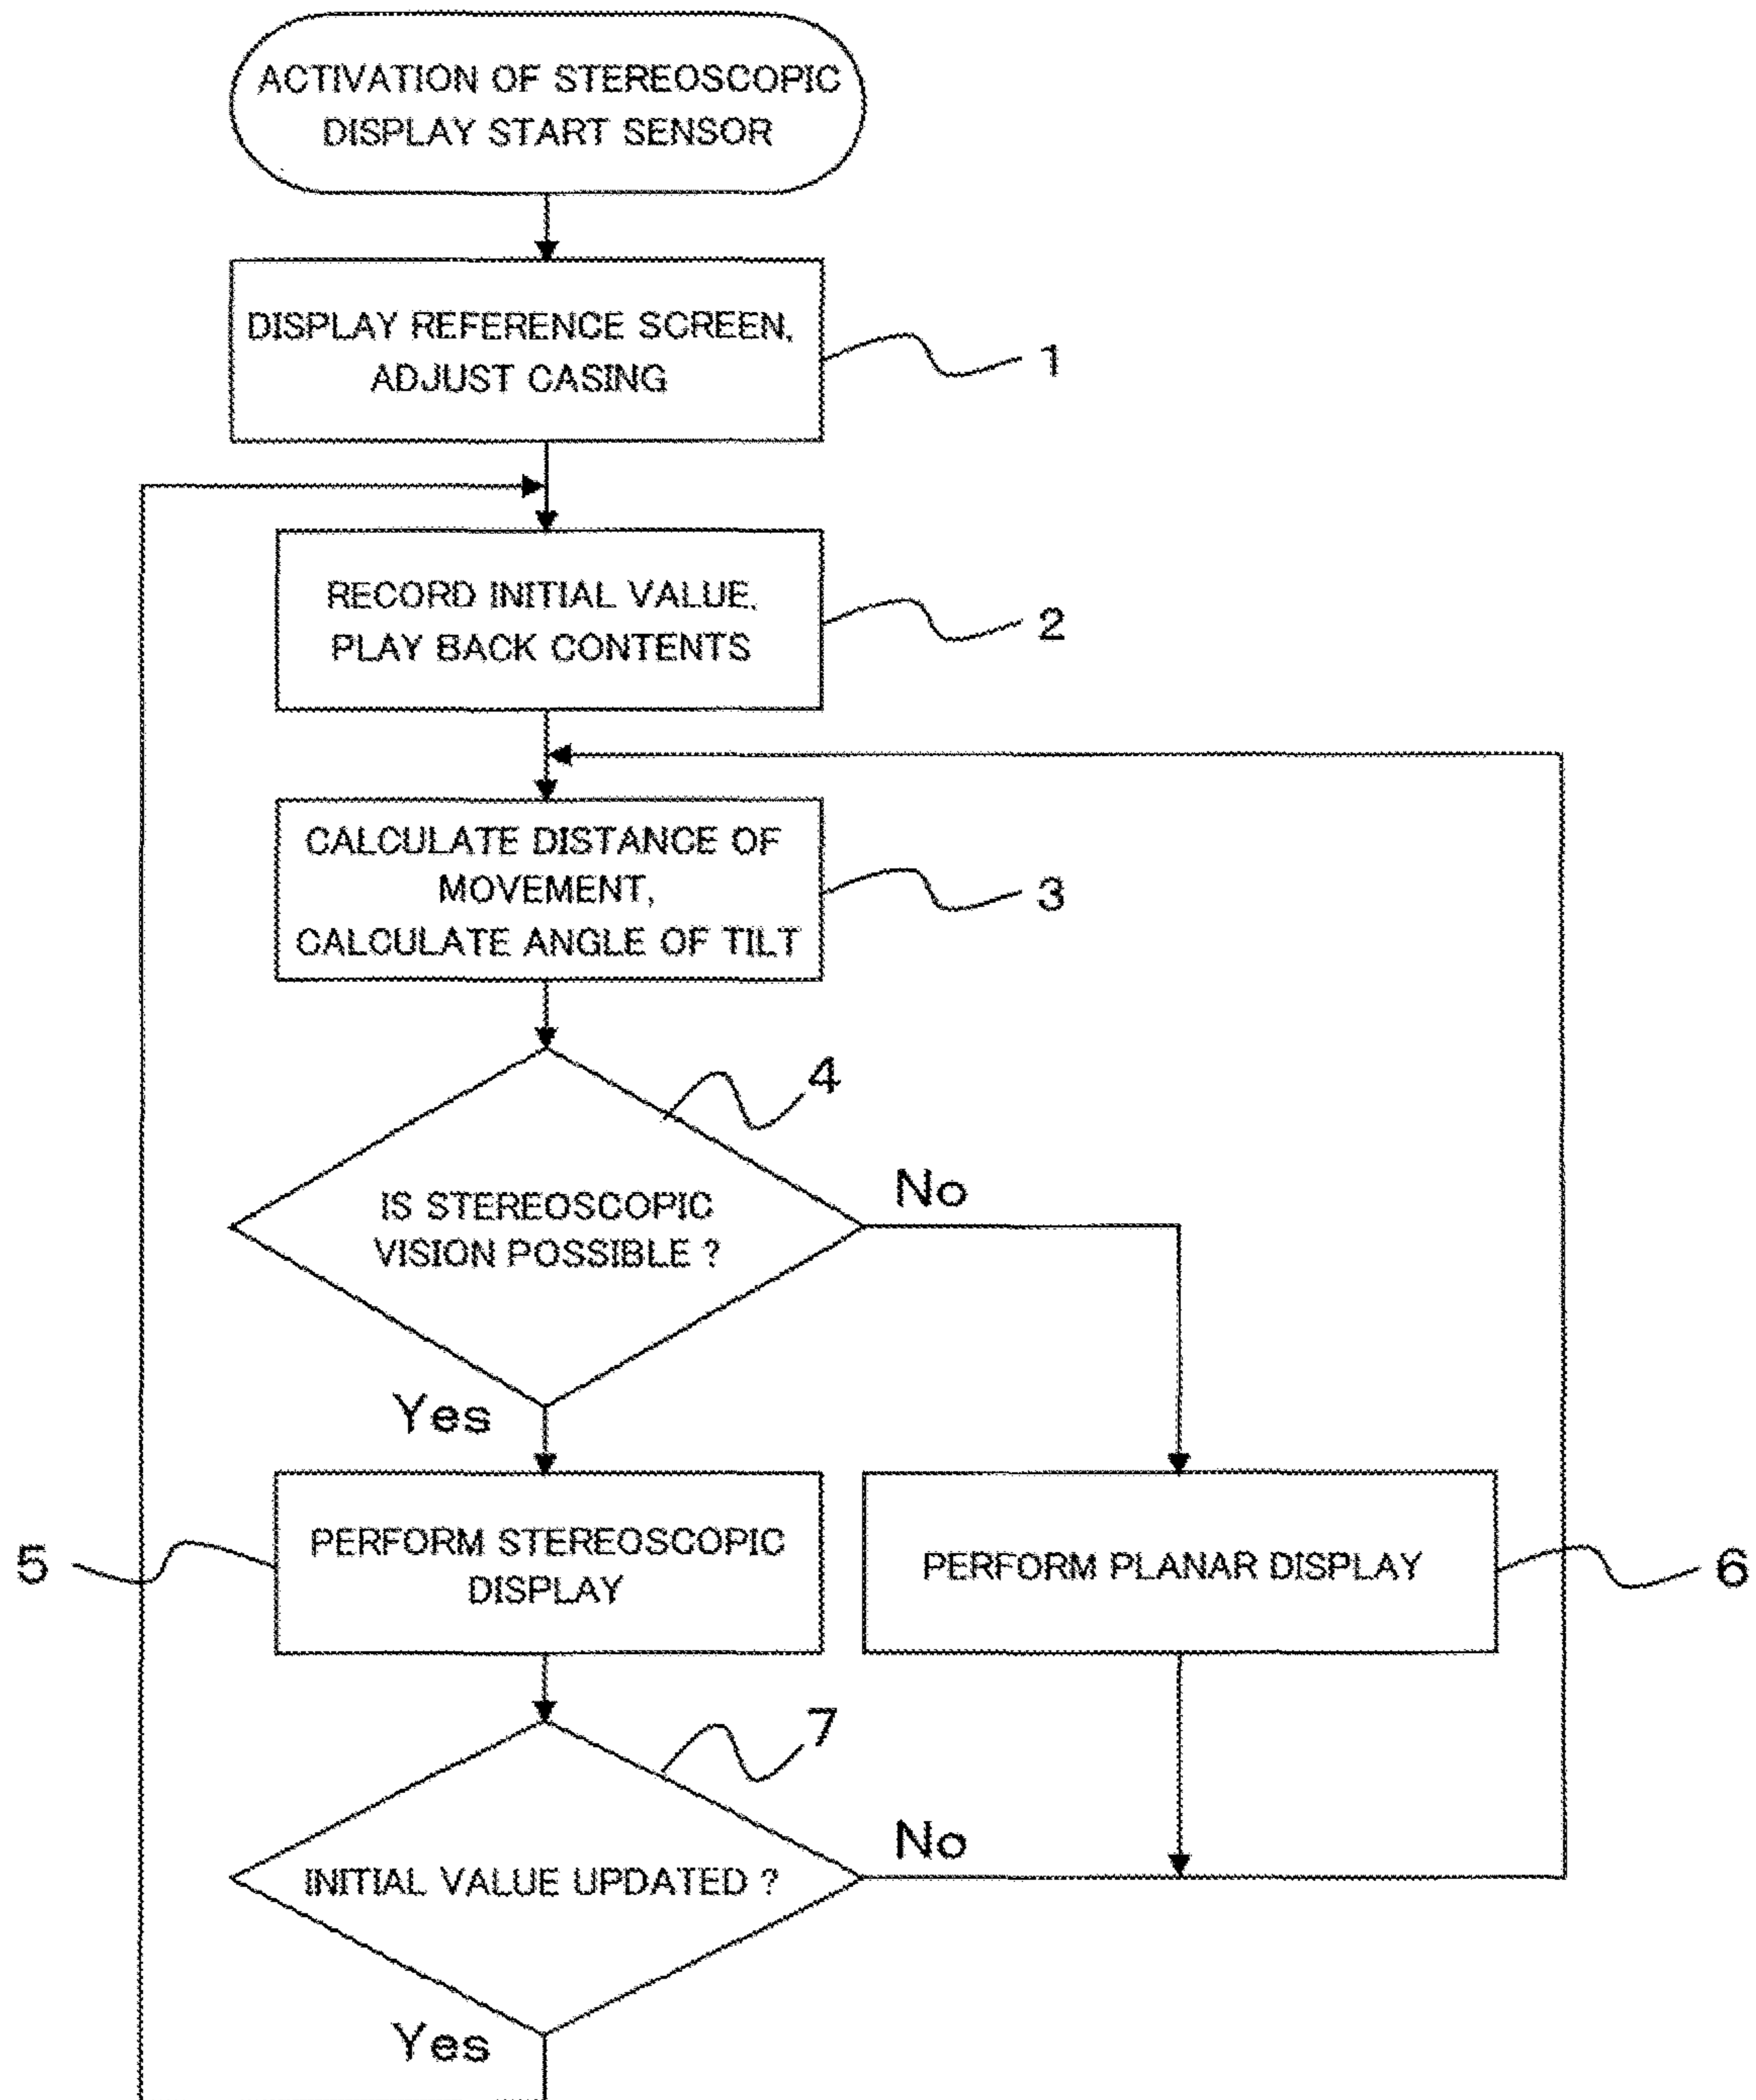 ACTIVATION OF STEREOSCOPIC
DISPLAY START SENSOR
DISPLAY REFERENCE SCREEN,
ADJUST CASING
1
RECORD INITIAL VALUE,
PLAY BACK CONTENTS
2
CALCULATE DISTANCE OF
MOVEMENT,
CALCULATE ANGLE OF TILT
3
4
IS STEREOSCOPIC
VISION POSSIBLE ?
No
Yes
5
PERFORM STEREOSCOPIC
DISPLAY
PERFORM PLANAR DISPLAY
6
7
INITIAL VALUE UPDATED ?
No
Yes